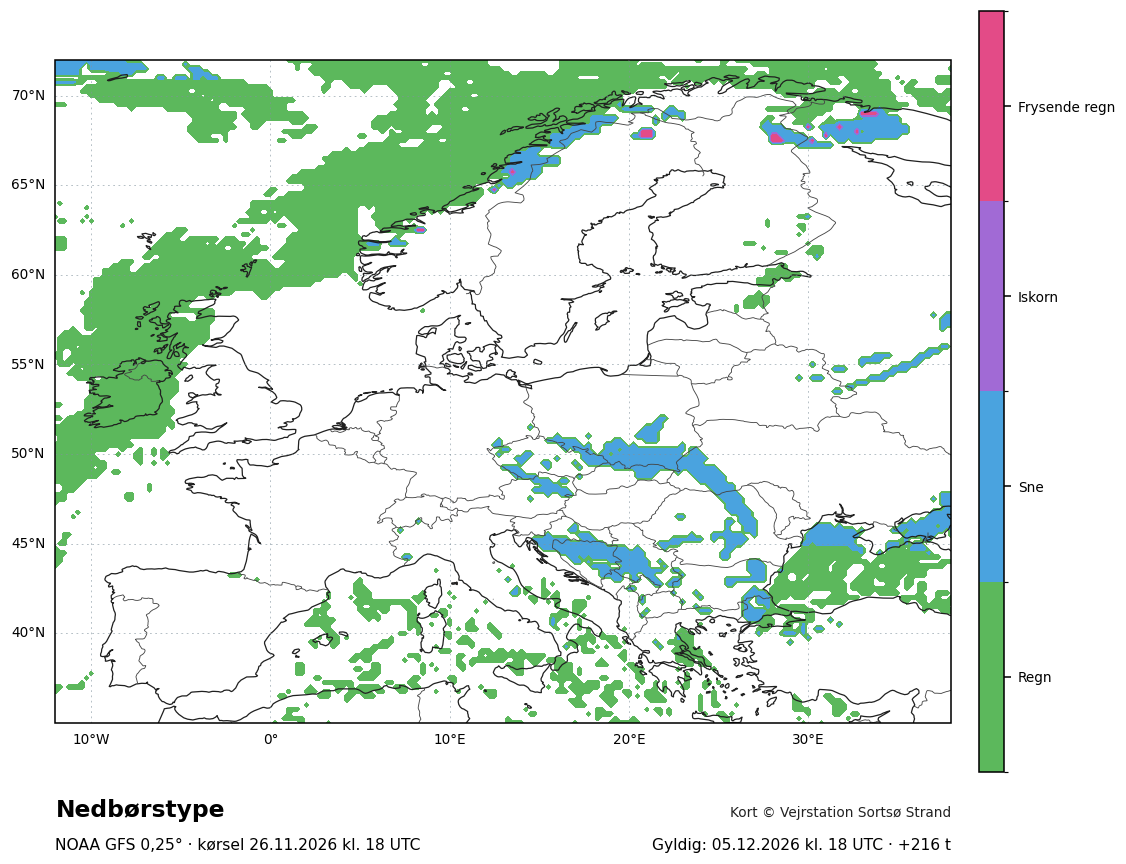 70°N
65°N
60°N
55°N
50°N
45°N
40°N
10°W
0°
10°E
20°E
30°E
Frysende regn
Iskorn
Sne
Regn
Nedbørstype
Kort © Vejrstation Sortsø Strand
NOAA GFS 0,25° · kørsel 26.11.2026 kl. 18 UTC
Gyldig: 05.12.2026 kl. 18 UTC · +216 t